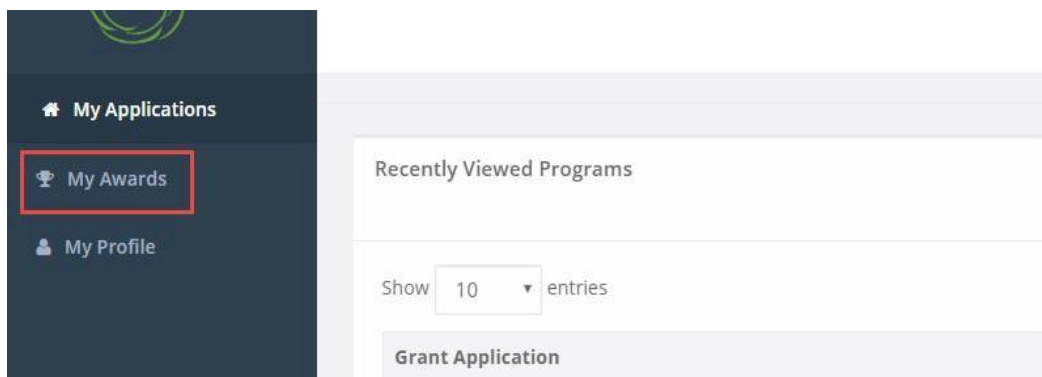 My Applications
My Awards
My Profile
Recently Viewed Programs
Show 10 entries
Grant Application